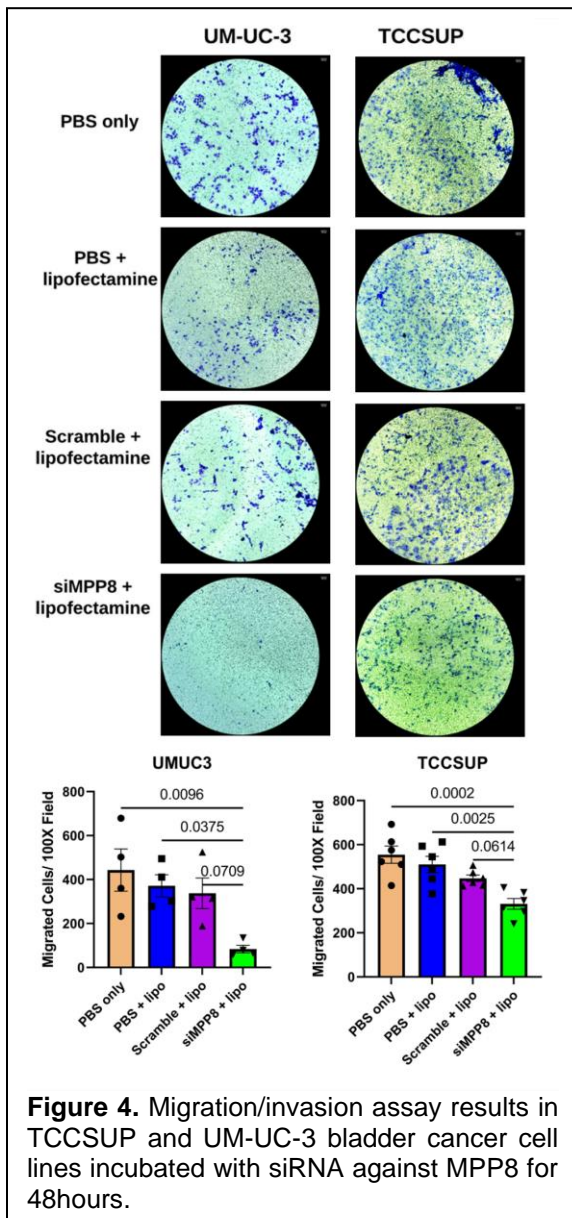 UM-UC-3 TCCSUP
PBS only
PBS +
lipofectamine
Scramble +
lipofectamine
siMPP8 +
lipofectamine
UMUC3
Migrated Cells/ 100X Field
800
600
400
200
0
0.0096
0.0375
0.0709
PBS only
PBS + lipo
Scramble + lipo
siMPP8 + lipo
TCCSUP
Migrated Cells/ 100X Field
800
600
400
200
0
0.0002
0.0025
0.0614
PBS only
PBS + lipo
Scramble + lipo
siMPP8 + lipo
Figure 4. Migration/invasion assay results in
TCCSUP and UM-UC-3 bladder cancer cell
lines incubated with siRNA against MPP8 for
48hours.